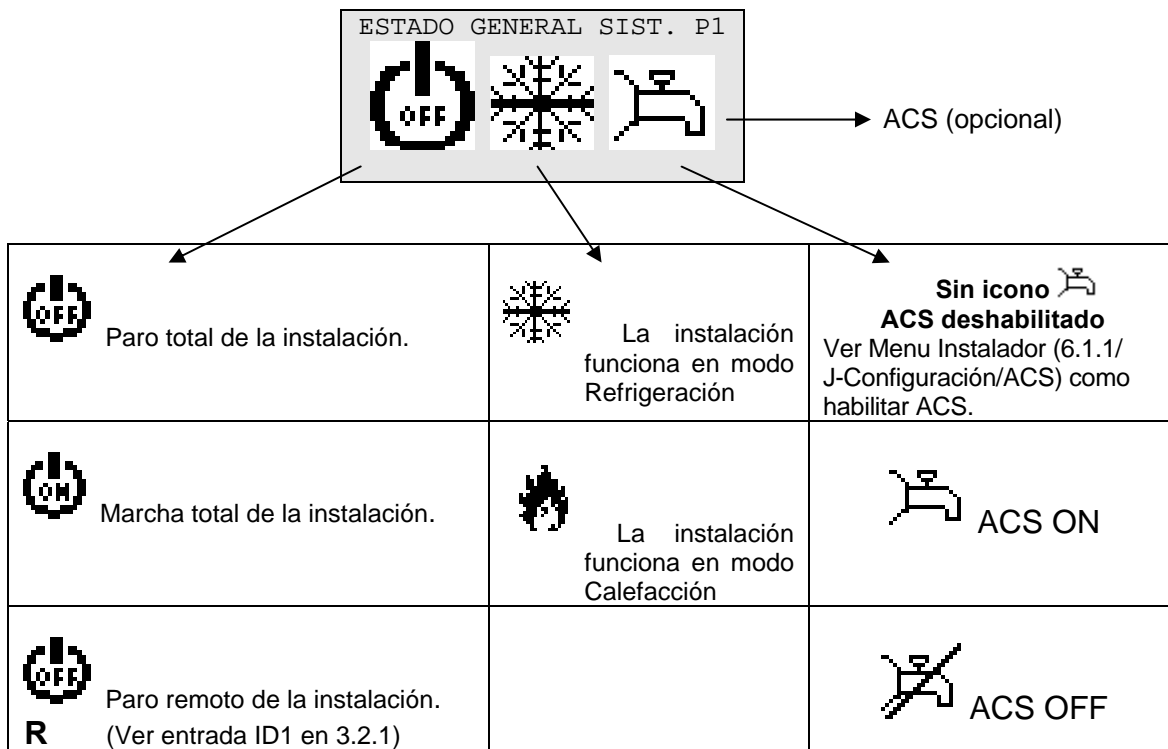 ESTADO GENERAL SIST. P1
OFF
ACS (opcional)
OFF
Paro total de la instalación.
La instalación
funciona en modo
Refrigeración
Sin icono
ACS deshabilitado
Ver Menu Instalador (6.1.1/
J-Configuración/ACS) como
habilitar ACS.
ON
Marcha total de la instalación.
La instalación
funciona en modo
Calefacción
ACS ON
OFF
R
Paro remoto de la instalación.
(Ver entrada ID1 en 3.2.1)
ACS OFF